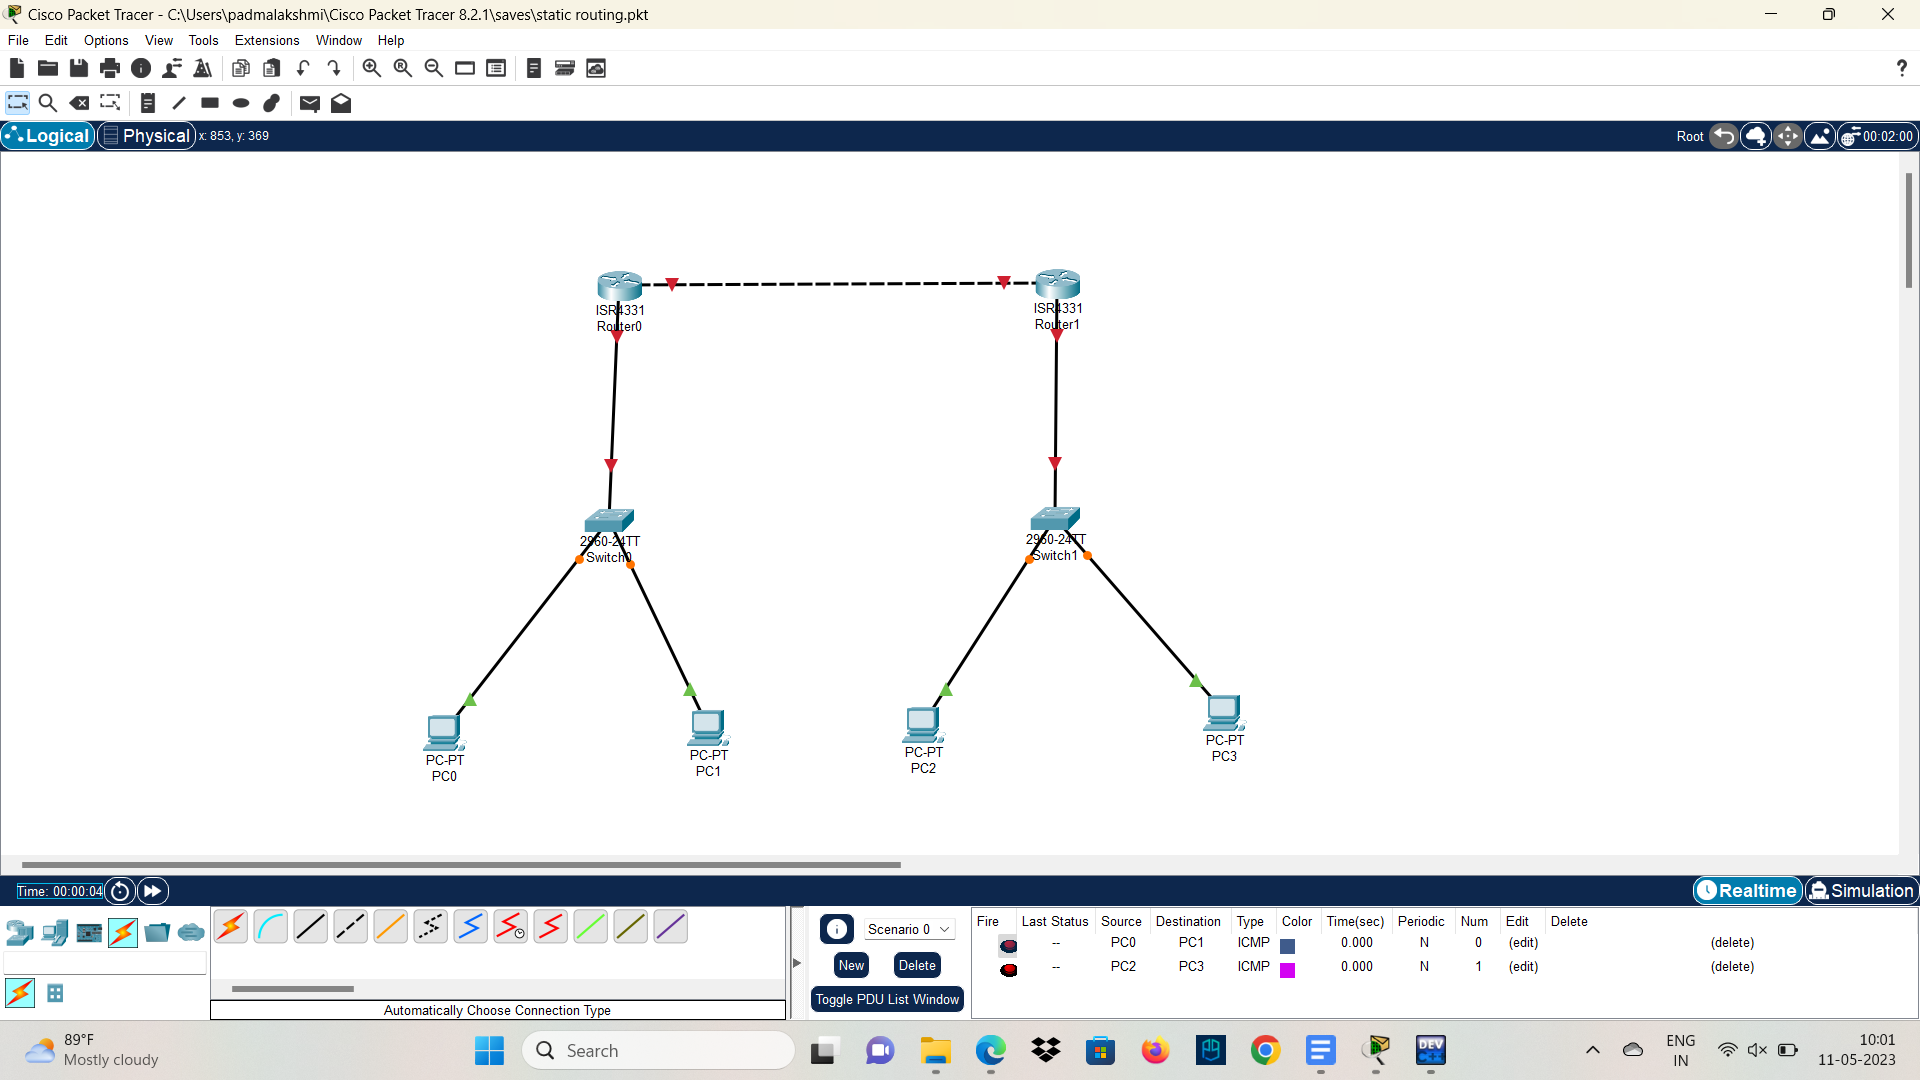 Cisco Packet Tracer - C:\Users\padmalakshmi\Cisco Packet Tracer 8.2.1\saves\static routing.pkt
File Edit Options View Tools Extensions Window Help
?
Logical Physical x: 853, y: 369 Root 00:02:00
ISR4331
Router0
ISR4331
Router1
2960-24TT
Switch0
2960-24TT
Switch1
PC-PT
PC0
PC-PT
PC1
PC-PT
PC2
PC-PT
PC3
Time: 00:00:04 Realtime Simulation
Scenario 0
New Delete
Toggle PDU List Window
Automatically Choose Connection Type
Fire Last Status Source Destination Type Color Time(sec) Periodic Num Edit Delete
-- PC0 PC1 ICMP 0.000 N 0 (edit) (delete)
-- PC2 PC3 ICMP 0.000 N 1 (edit) (delete)
89°F
Mostly cloudy
Search
DEV
C++
ENG
IN
10:01
11-05-2023